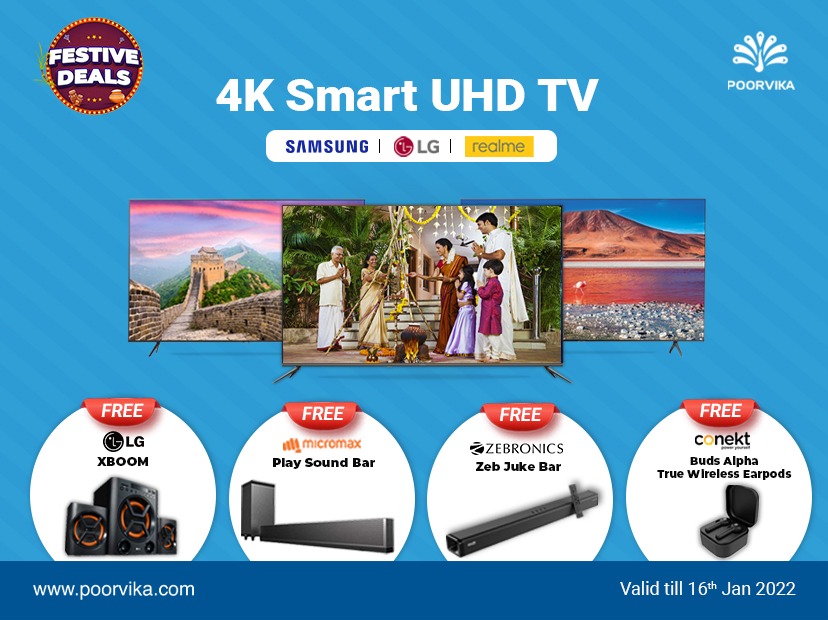 FESTIVE
DEALS
POORVIKA
4K Smart UHD TV
SAMSUNG | LG | realme
FREE
LG
XBOOM
FREE
micromax
Play Sound Bar
FREE
ZEBRONICS
Zeb Juke Bar
FREE
conekt
power yourself
Buds Alpha
True Wireless Earpods
www.poorvika.com
Valid till 16th Jan 2022